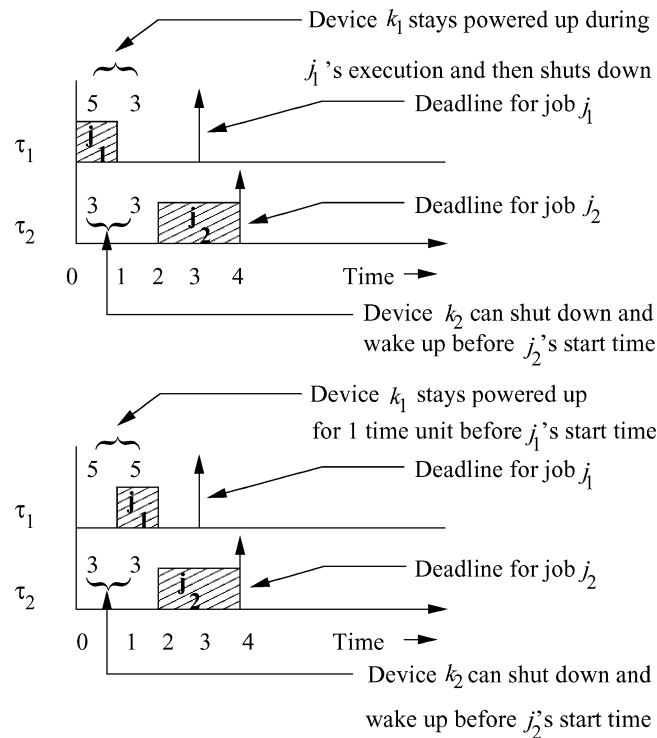 Device k1 stays powered up during
j1's execution and then shuts down
5 3
Deadline for job j1
τ1
j1
3 3
Deadline for job j2
τ2
j2
0 1 2 3 4 Time
Device k2 can shut down and
wake up before j2's start time
Device k1 stays powered up
for 1 time unit before j1's start time
5 5
Deadline for job j1
τ1
j1
3 3
Deadline for job j2
τ2
j2
0 1 2 3 4 Time
Device k2 can shut down and
wake up before j2's start time